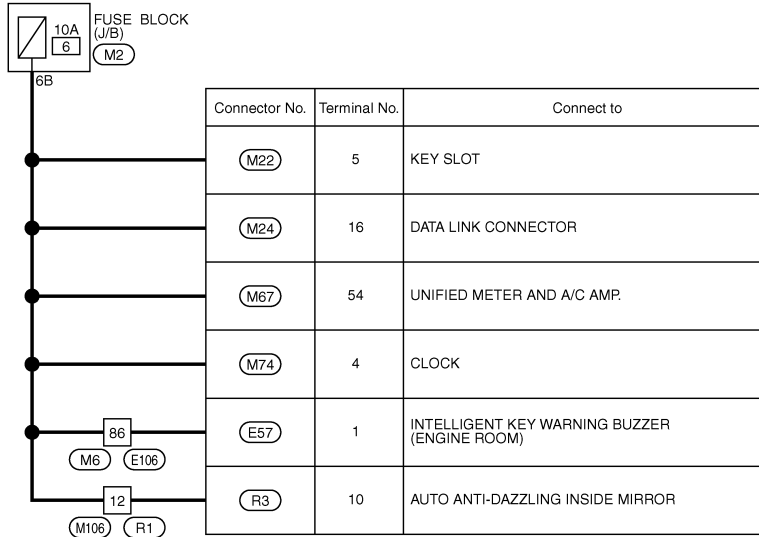 FUSE BLOCK
(J/B)
10A
6
M2
6B
Connector No. Terminal No. Connect to
M22 5 KEY SLOT
M24 16 DATA LINK CONNECTOR
M67 54 UNIFIED METER AND A/C AMP.
M74 4 CLOCK
86 E57 1 INTELLIGENT KEY WARNING BUZZER
(ENGINE ROOM)
M6 E106
12 R3 10 AUTO ANTI-DAZZLING INSIDE MIRROR
M106 R1